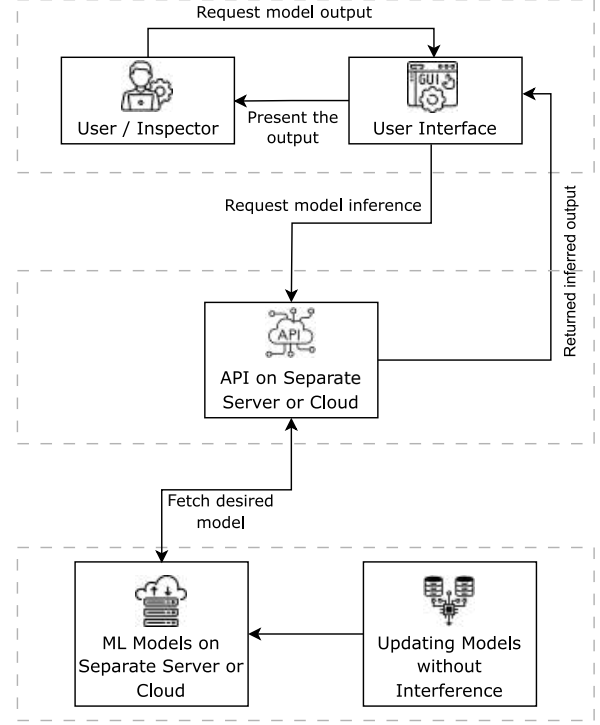 Request model output
GUI
User / Inspector
Present the
output
User Interface
Request model inference
Returned inferred output
API
API on Separate
Server or Cloud
Fetch desired
model
ML Models on
Separate Server or
Cloud
Updating Models
without
Interference